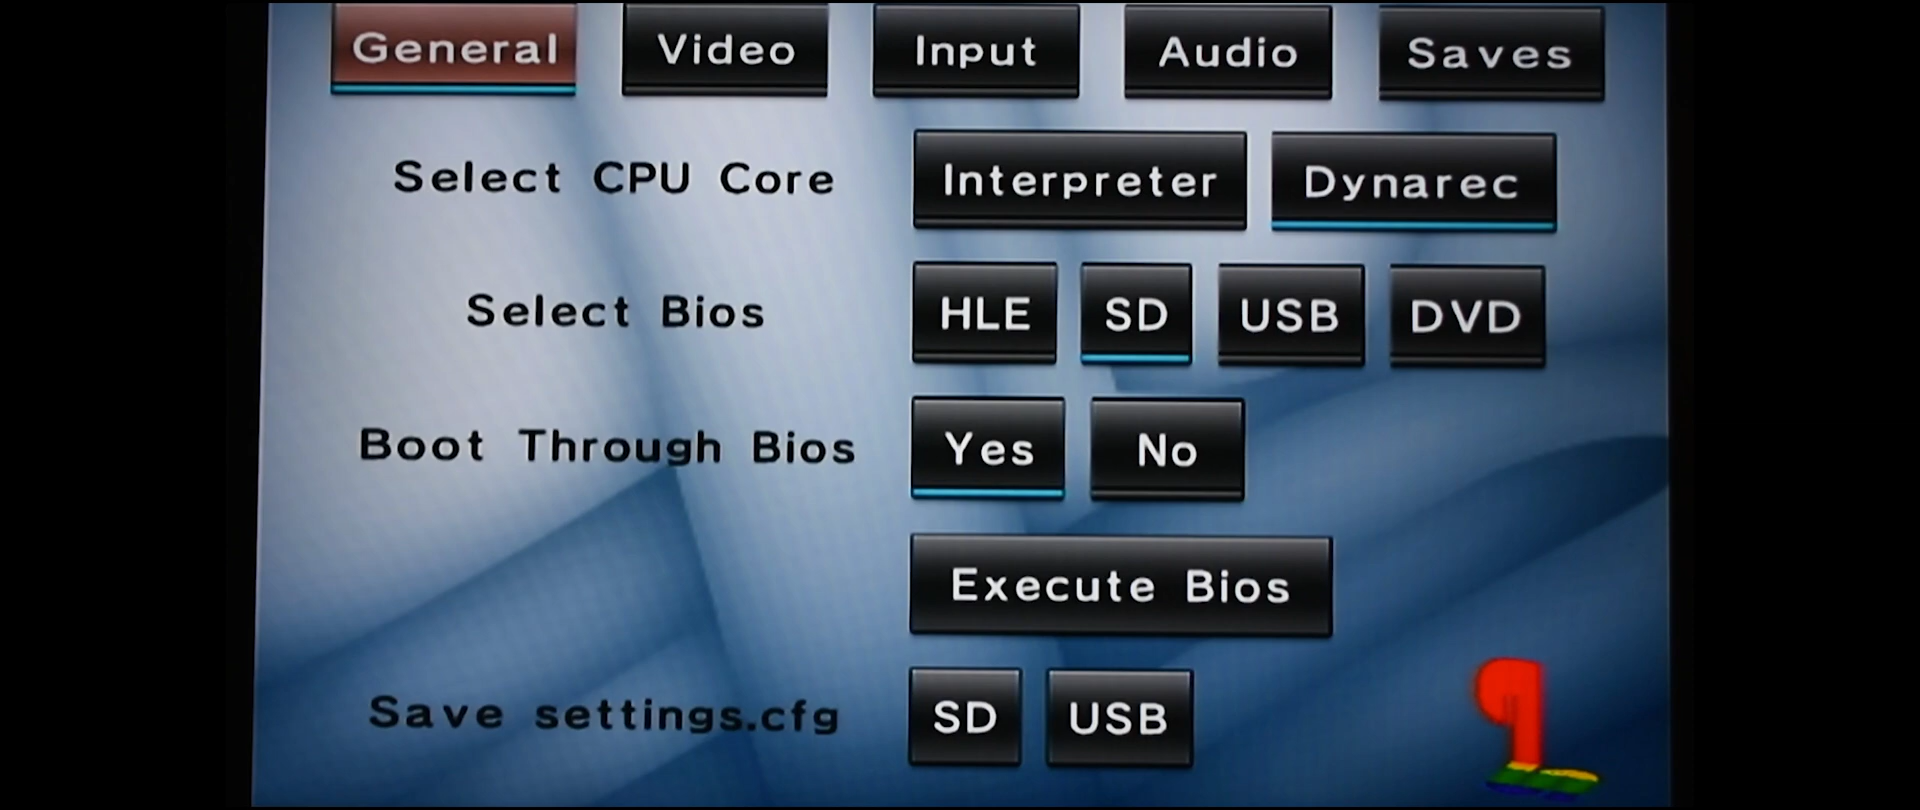 General Video Input Audio Saves
Select CPU Core Interpreter Dynarec
Select Bios HLE SD USB DVD
Boot Through Bios Yes No
Execute Bios
Save settings.cfg SD USB